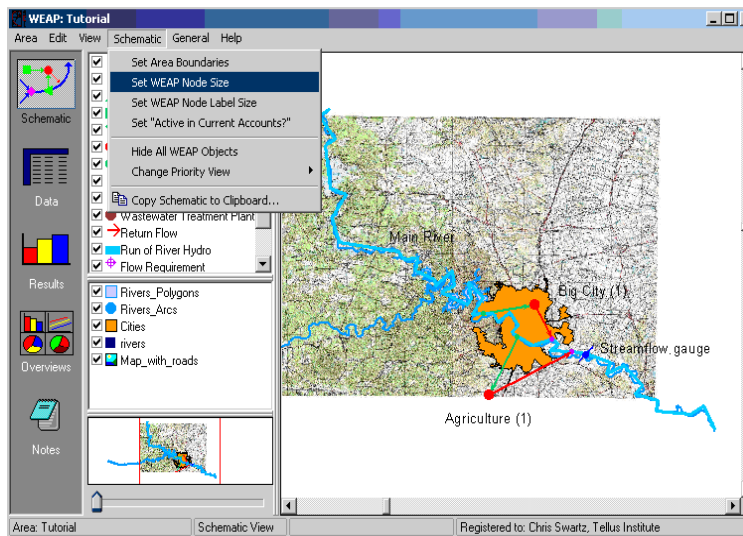 WEAP: Tutorial
Area Edit View Schematic General Help
Set Area Boundaries
Set WEAP Node Size
Set WEAP Node Label Size
Set "Active in Current Accounts?"
Hide All WEAP Objects
Change Priority View
Copy Schematic to Clipboard...
Schematic
Data
Results
Overviews
Notes
Wastewater Treatment Plant
Return Flow
Run of River Hydro
Flow Requirement
Rivers_Polygons
Rivers_Arcs
Cities
rivers
Map_with_roads
Main River
Big City (1)
Streamflow gauge
Agriculture (1)
Area: Tutorial
Schematic View
Registered to: Chris Swartz, Tellus Institute